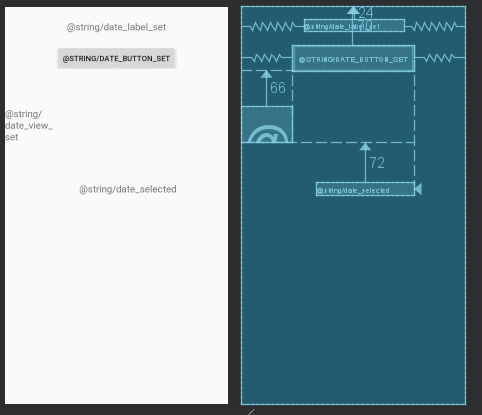 @string/date_label_set
@STRING/DATE_BUTTON_SET
@string/
date_view_
set
@string/date_selected
24
@string/date_label_set
@STRING/DATE_BUTTON_SET
66
@
72
@string/date_selected